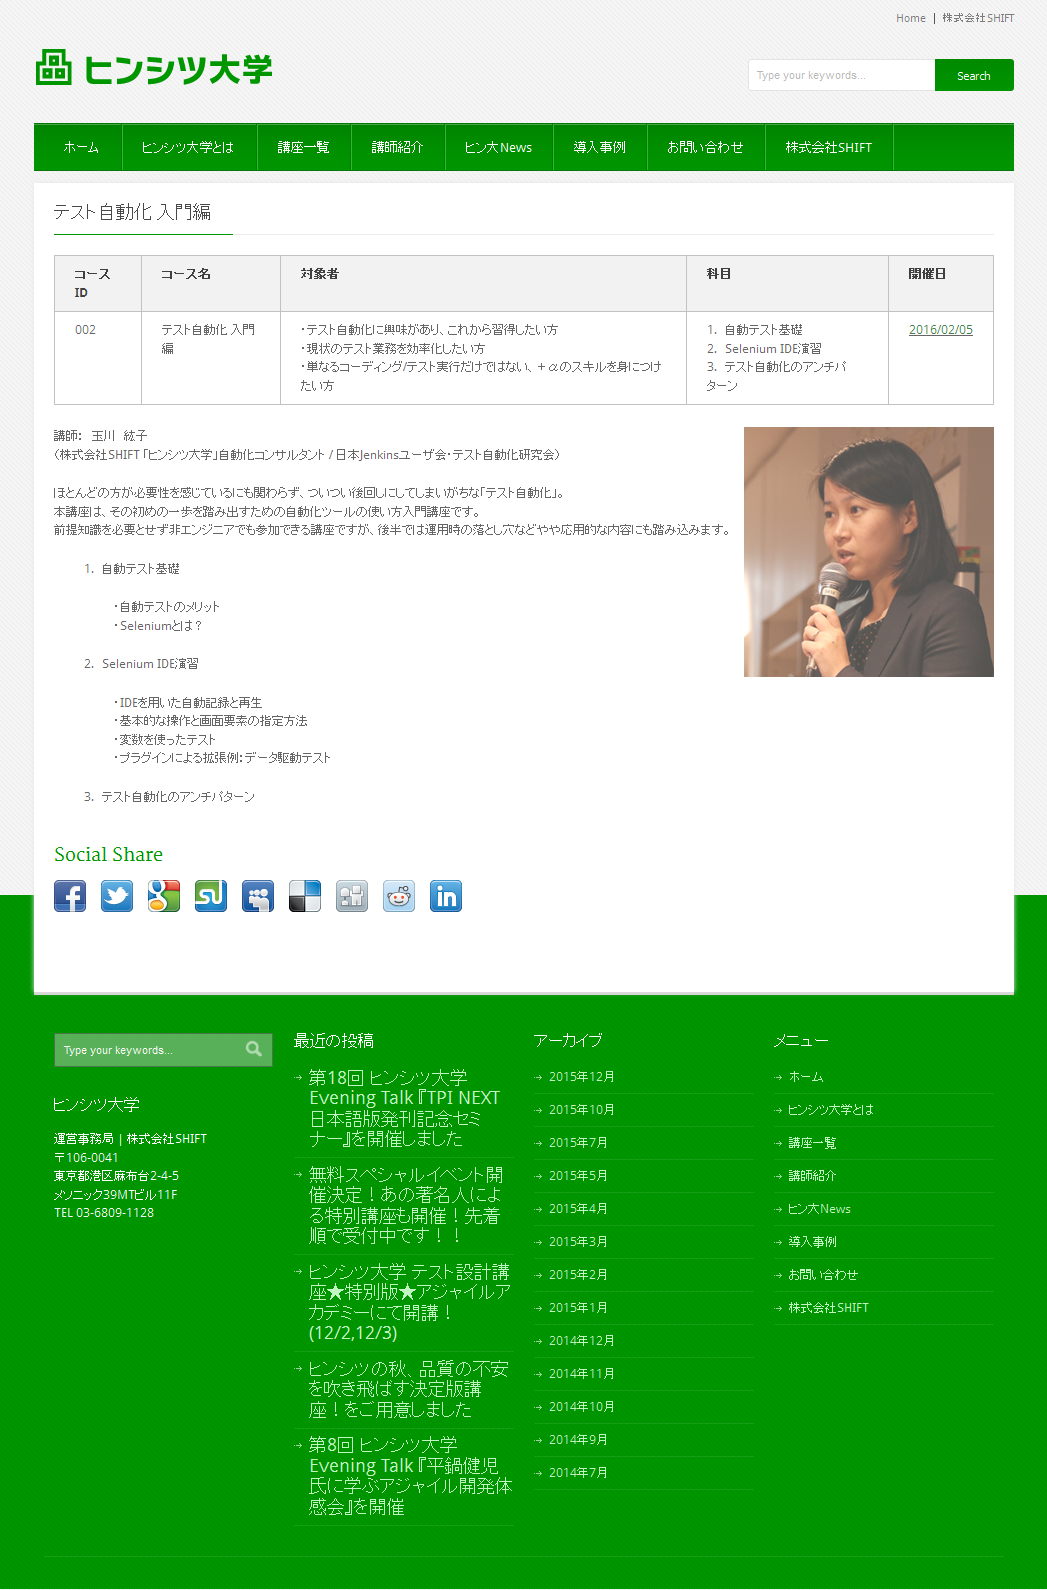 Home | 株式会社SHIFT
ヒンシツ大学
Type your keywords...
Search
ホーム
ヒンシツ大学とは
講座一覧
講師紹介
ヒン大News
導入事例
お問い合わせ
株式会社SHIFT
テスト自動化 入門編
コース
ID
コース名
対象者
科目
開催日
002
テスト自動化 入門
編
・テスト自動化に興味があり、これから習得したい方
・現状のテスト業務を効率化したい方
・単なるコーディング/テスト実行だけではない、＋αのスキルを身につけ
たい方
1. 自動テスト基礎
2. Selenium IDE演習
3. テスト自動化のアンチパ
ターン
2016/02/05
講師： 玉川 紘子
（株式会社SHIFT「ヒンシツ大学」自動化コンサルタント / 日本Jenkinsユーザ会・テスト自動化研究会）
ほとんどの方が必要性を感じているにも関わらず、ついつい後回しにしてしまいがちな「テスト自動化」。
本講座は、その初めの一歩を踏み出すための自動化ツールの使い方入門講座です。
前提知識を必要とせず非エンジニアでも参加できる講座ですが、後半では運用時の落とし穴などやや応用的な内容にも踏み込みます。
1. 自動テスト基礎
・自動テストのメリット
・Seleniumとは？
2. Selenium IDE演習
・IDEを用いた自動記録と再生
・基本的な操作と画面要素の指定方法
・変数を使ったテスト
・プラグインによる拡張例：データ駆動テスト
3. テスト自動化のアンチパターン
Social Share
Type your keywords...
ヒンシツ大学
運営事務局 | 株式会社SHIFT
〒106-0041
東京都港区麻布台2-4-5
メソニック39MTビル11F
TEL 03-6809-1128
最近の投稿
第18回 ヒンシツ大学
Evening Talk 『TPI NEXT
日本語版発刊記念セミ
ナー』を開催しました
無料スペシャルイベント開
催決定！あの著名人によ
る特別講座も開催！先着
順で受付中です！！
ヒンシツ大学 テスト設計講
座★特別版★アジャイルア
カデミーにて開講！
(12/2,12/3)
ヒンシツの秋、品質の不安
を吹き飛ばす決定版講
座！をご用意しました
第8回 ヒンシツ大学
Evening Talk 『平鍋健児
氏に学ぶアジャイル開発体
感会』を開催
アーカイブ
2015年12月
2015年10月
2015年7月
2015年5月
2015年4月
2015年3月
2015年2月
2015年1月
2014年12月
2014年11月
2014年10月
2014年9月
2014年7月
メニュー
ホーム
ヒンシツ大学とは
講座一覧
講師紹介
ヒン大News
導入事例
お問い合わせ
株式会社SHIFT